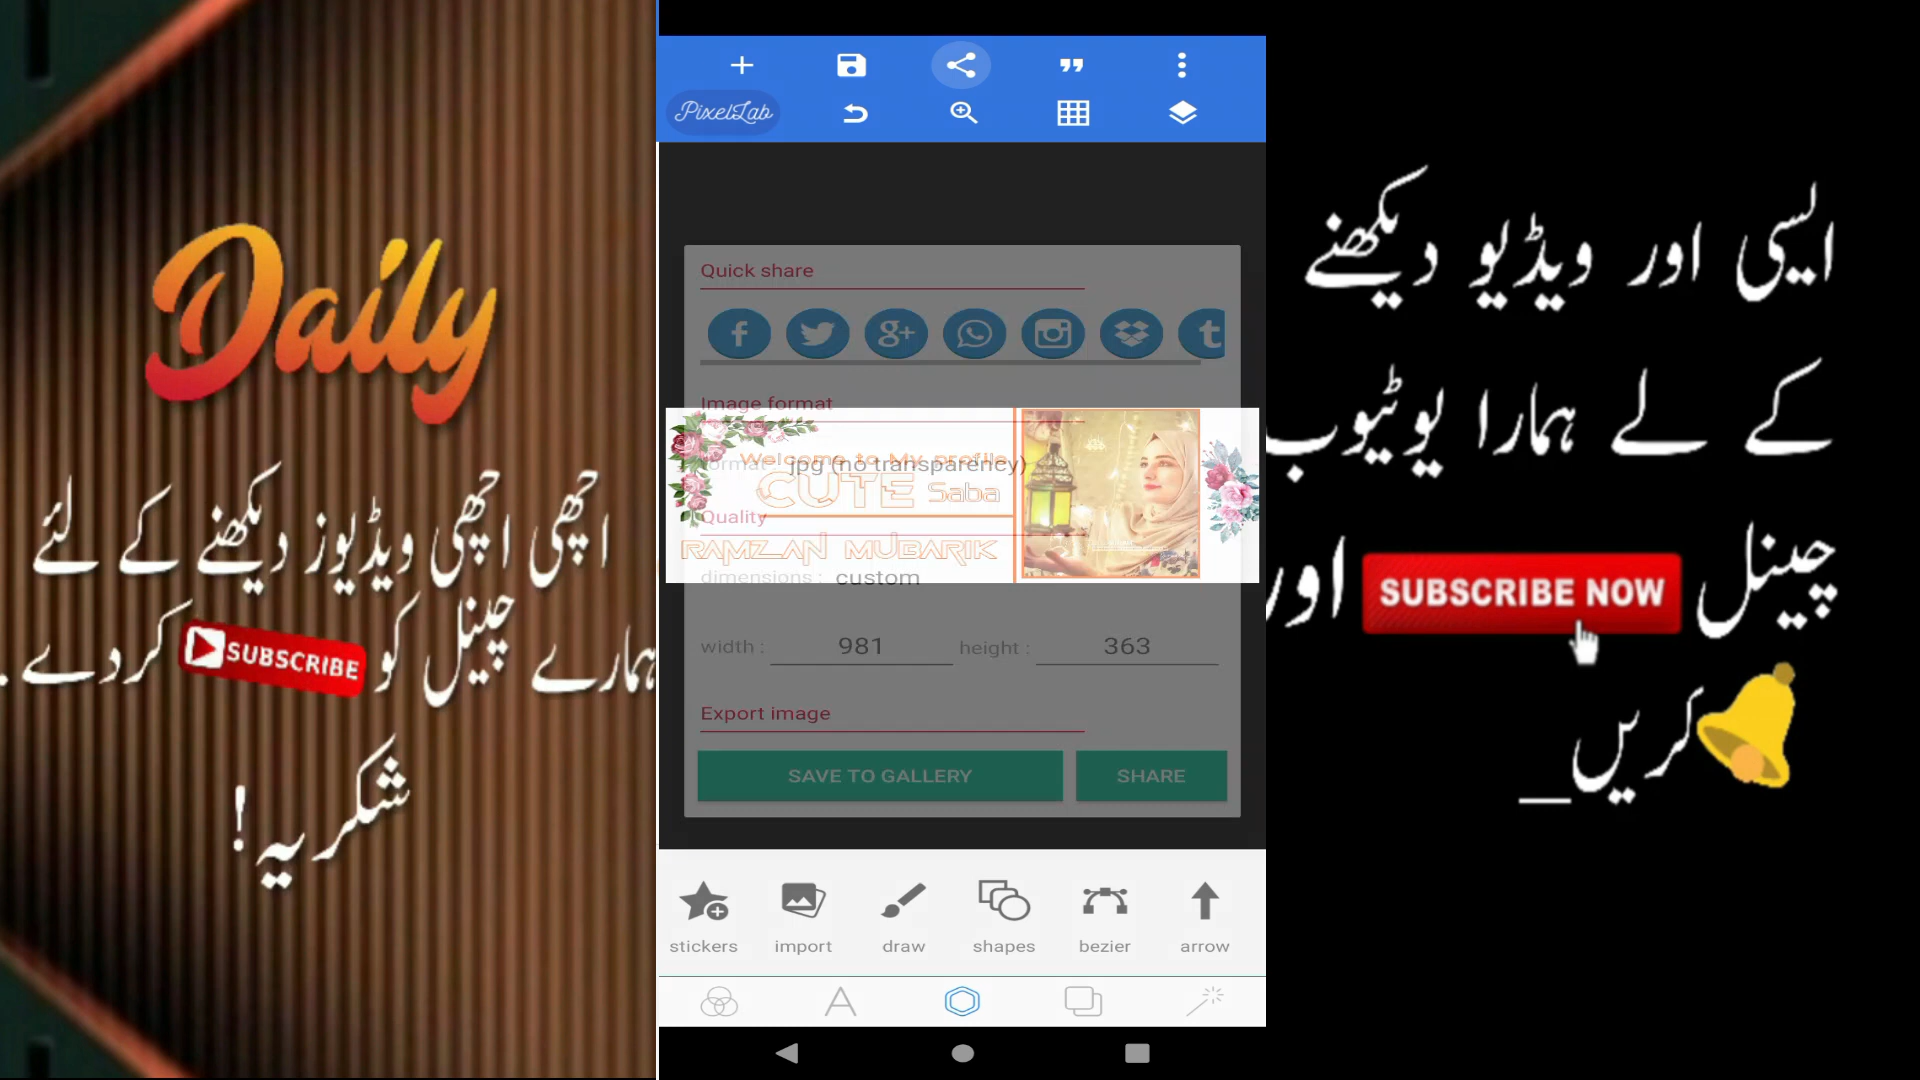 Daily
اچھی اچھی ویڈیوز دیکھنے کے لئے
ہمارے چینل کو SUBSCRIBE کردے .
شکریہ!
PixelLab
Quick share
Image format
format : jpg (no transparency)
Welcome to My profile
CUTE Saba
Quality
RAMZAN MUBARIK
dimensions : custom
width : 981 height : 363
Export image
SAVE TO GALLERY SHARE
stickers import draw shapes bezier arrow
ایسی اور ویڈیو دیکھنے
کے لے ہمارا یوٹیوب
چینل SUBSCRIBE NOW اور
کریں_